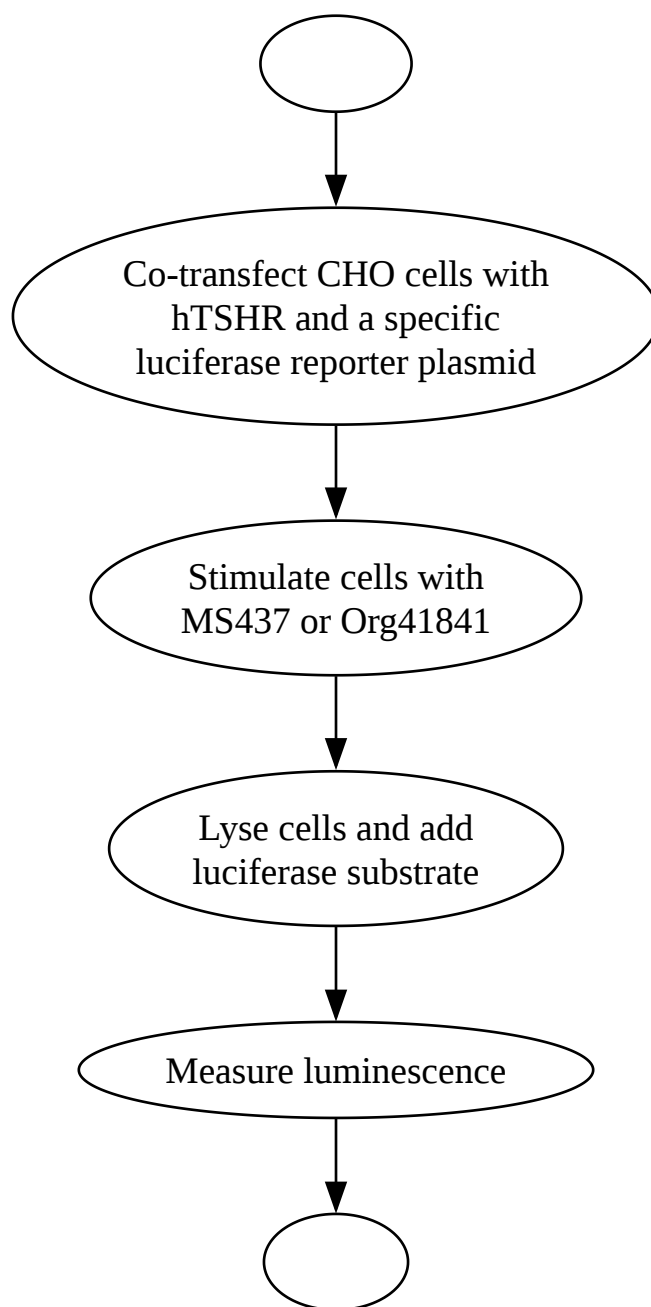 Co-transfect CHO cells with
hTSHR and a specific
luciferase reporter plasmid
Stimulate cells with
MS437 or Org41841
Lyse cells and add
luciferase substrate
Measure luminescence